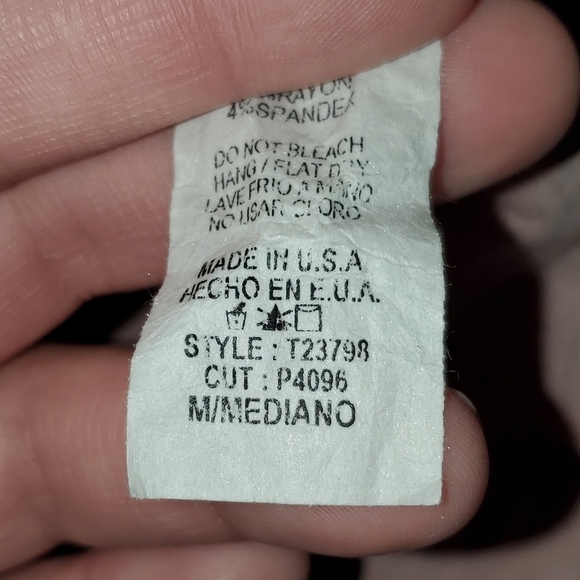 RAYON
4% SPANDEX
DO NOT BLEACH
HANG / FLAT DRY
LAVE FRIO A MANO
NO USAR CLORO
MADE IN U.S.A
HECHO EN E.U.A.
STYLE : T23798
CUT : P4096
M/MEDIANO